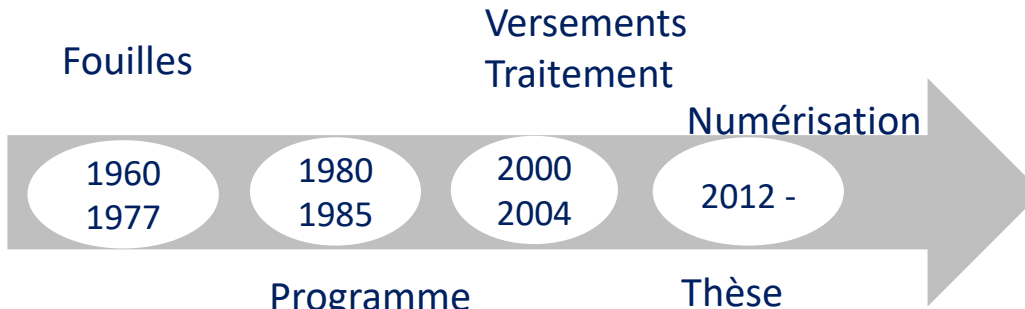 Fouilles
Versements
Traitement
Numérisation
1960
1977
1980
1985
2000
2004
2012 -
Programme
Thèse